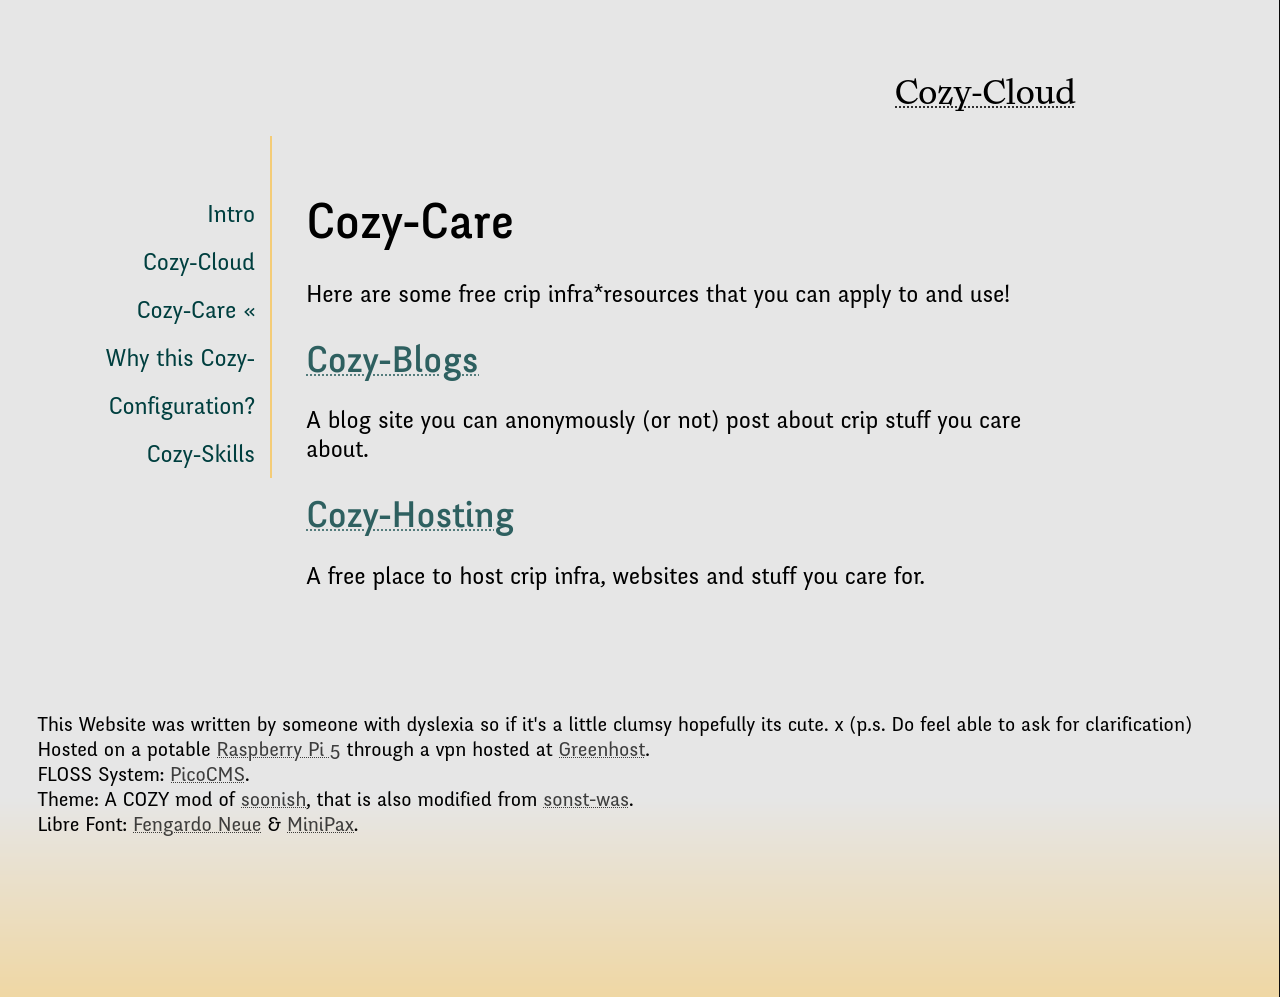 Cozy-Cloud
Intro
Cozy-Cloud
Cozy-Care «
Why this Cozy-
Configuration?
Cozy-Skills
Cozy-Care
Here are some free crip infra*resources that you can apply to and use!
Cozy-Blogs
A blog site you can anonymously (or not) post about crip stuff you care
about.
Cozy-Hosting
A free place to host crip infra, websites and stuff you care for.
This Website was written by someone with dyslexia so if it's a little clumsy hopefully its cute. x (p.s. Do feel able to ask for clarification)
Hosted on a potable Raspberry Pi 5 through a vpn hosted at Greenhost.
FLOSS System: PicoCMS.
Theme: A COZY mod of soonish, that is also modified from sonst-was.
Libre Font: Fengardo Neue & MiniPax.